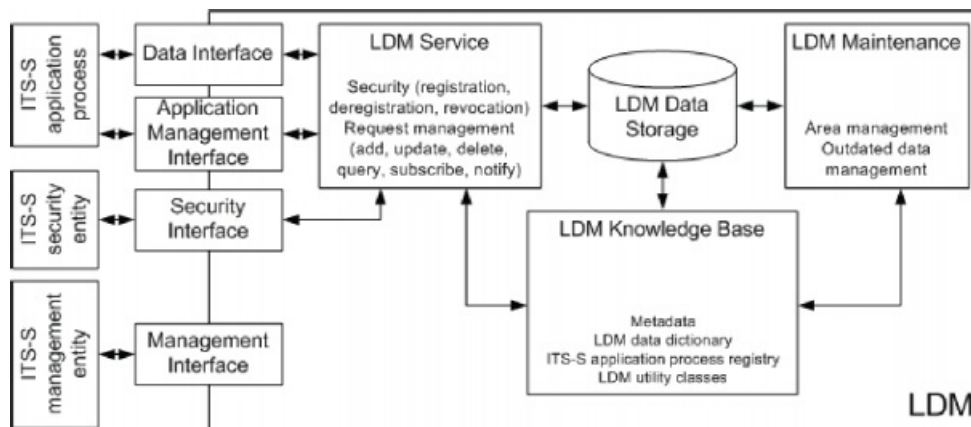 ITS-S
application
process
ITS-S
security
entity
ITS-S
management
entity
Data Interface
Application
Management
Interface
Security
Interface
Management
Interface
LDM Service
Security (registration,
deregistration, revocation)
Request management
(add, update, delete,
query, subscribe, notify)
LDM Data
Storage
LDM Maintenance
Area management
Outdated data
management
LDM Knowledge Base
Metadata
LDM data dictionary
ITS-S application process registry
LDM utility classes
LDM